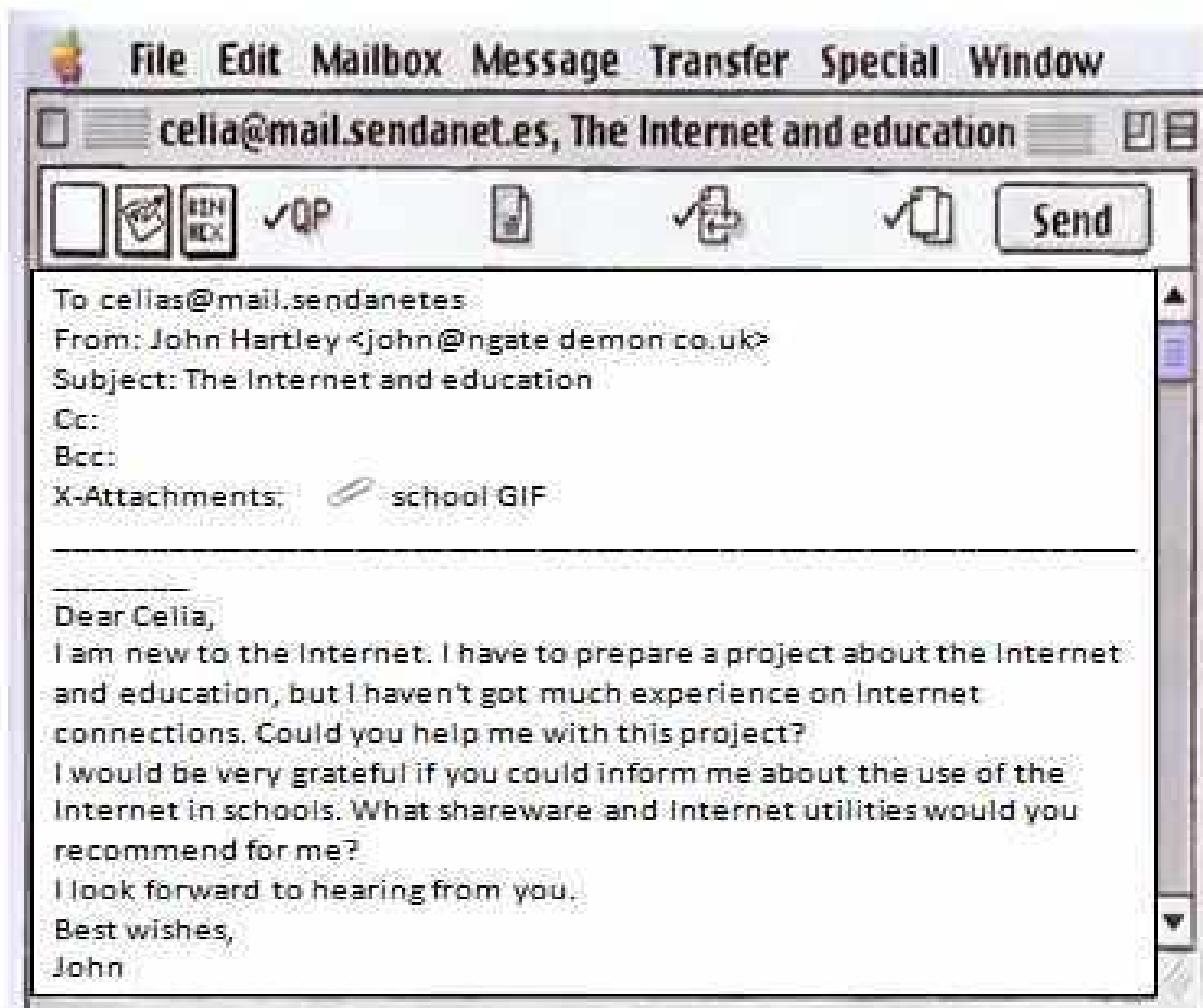 File Edit Mailbox Message Transfer Special Window
celia@mail.sendanet.es, The Internet and education
BIN HEX QP Send
To celias@mail.sendanetes
From: John Hartley <john@ngate demon co.uk>
Subject: The Internet and education
Cc:
Bcc:
X-Attachments: school GIF
Dear Celia,
I am new to the Internet. I have to prepare a project about the Internet
and education, but I haven't got much experience on Internet
connections. Could you help me with this project?
I would be very grateful if you could inform me about the use of the
Internet in schools. What shareware and Internet utilities would you
recommend for me?
I look forward to hearing from you.
Best wishes,
John